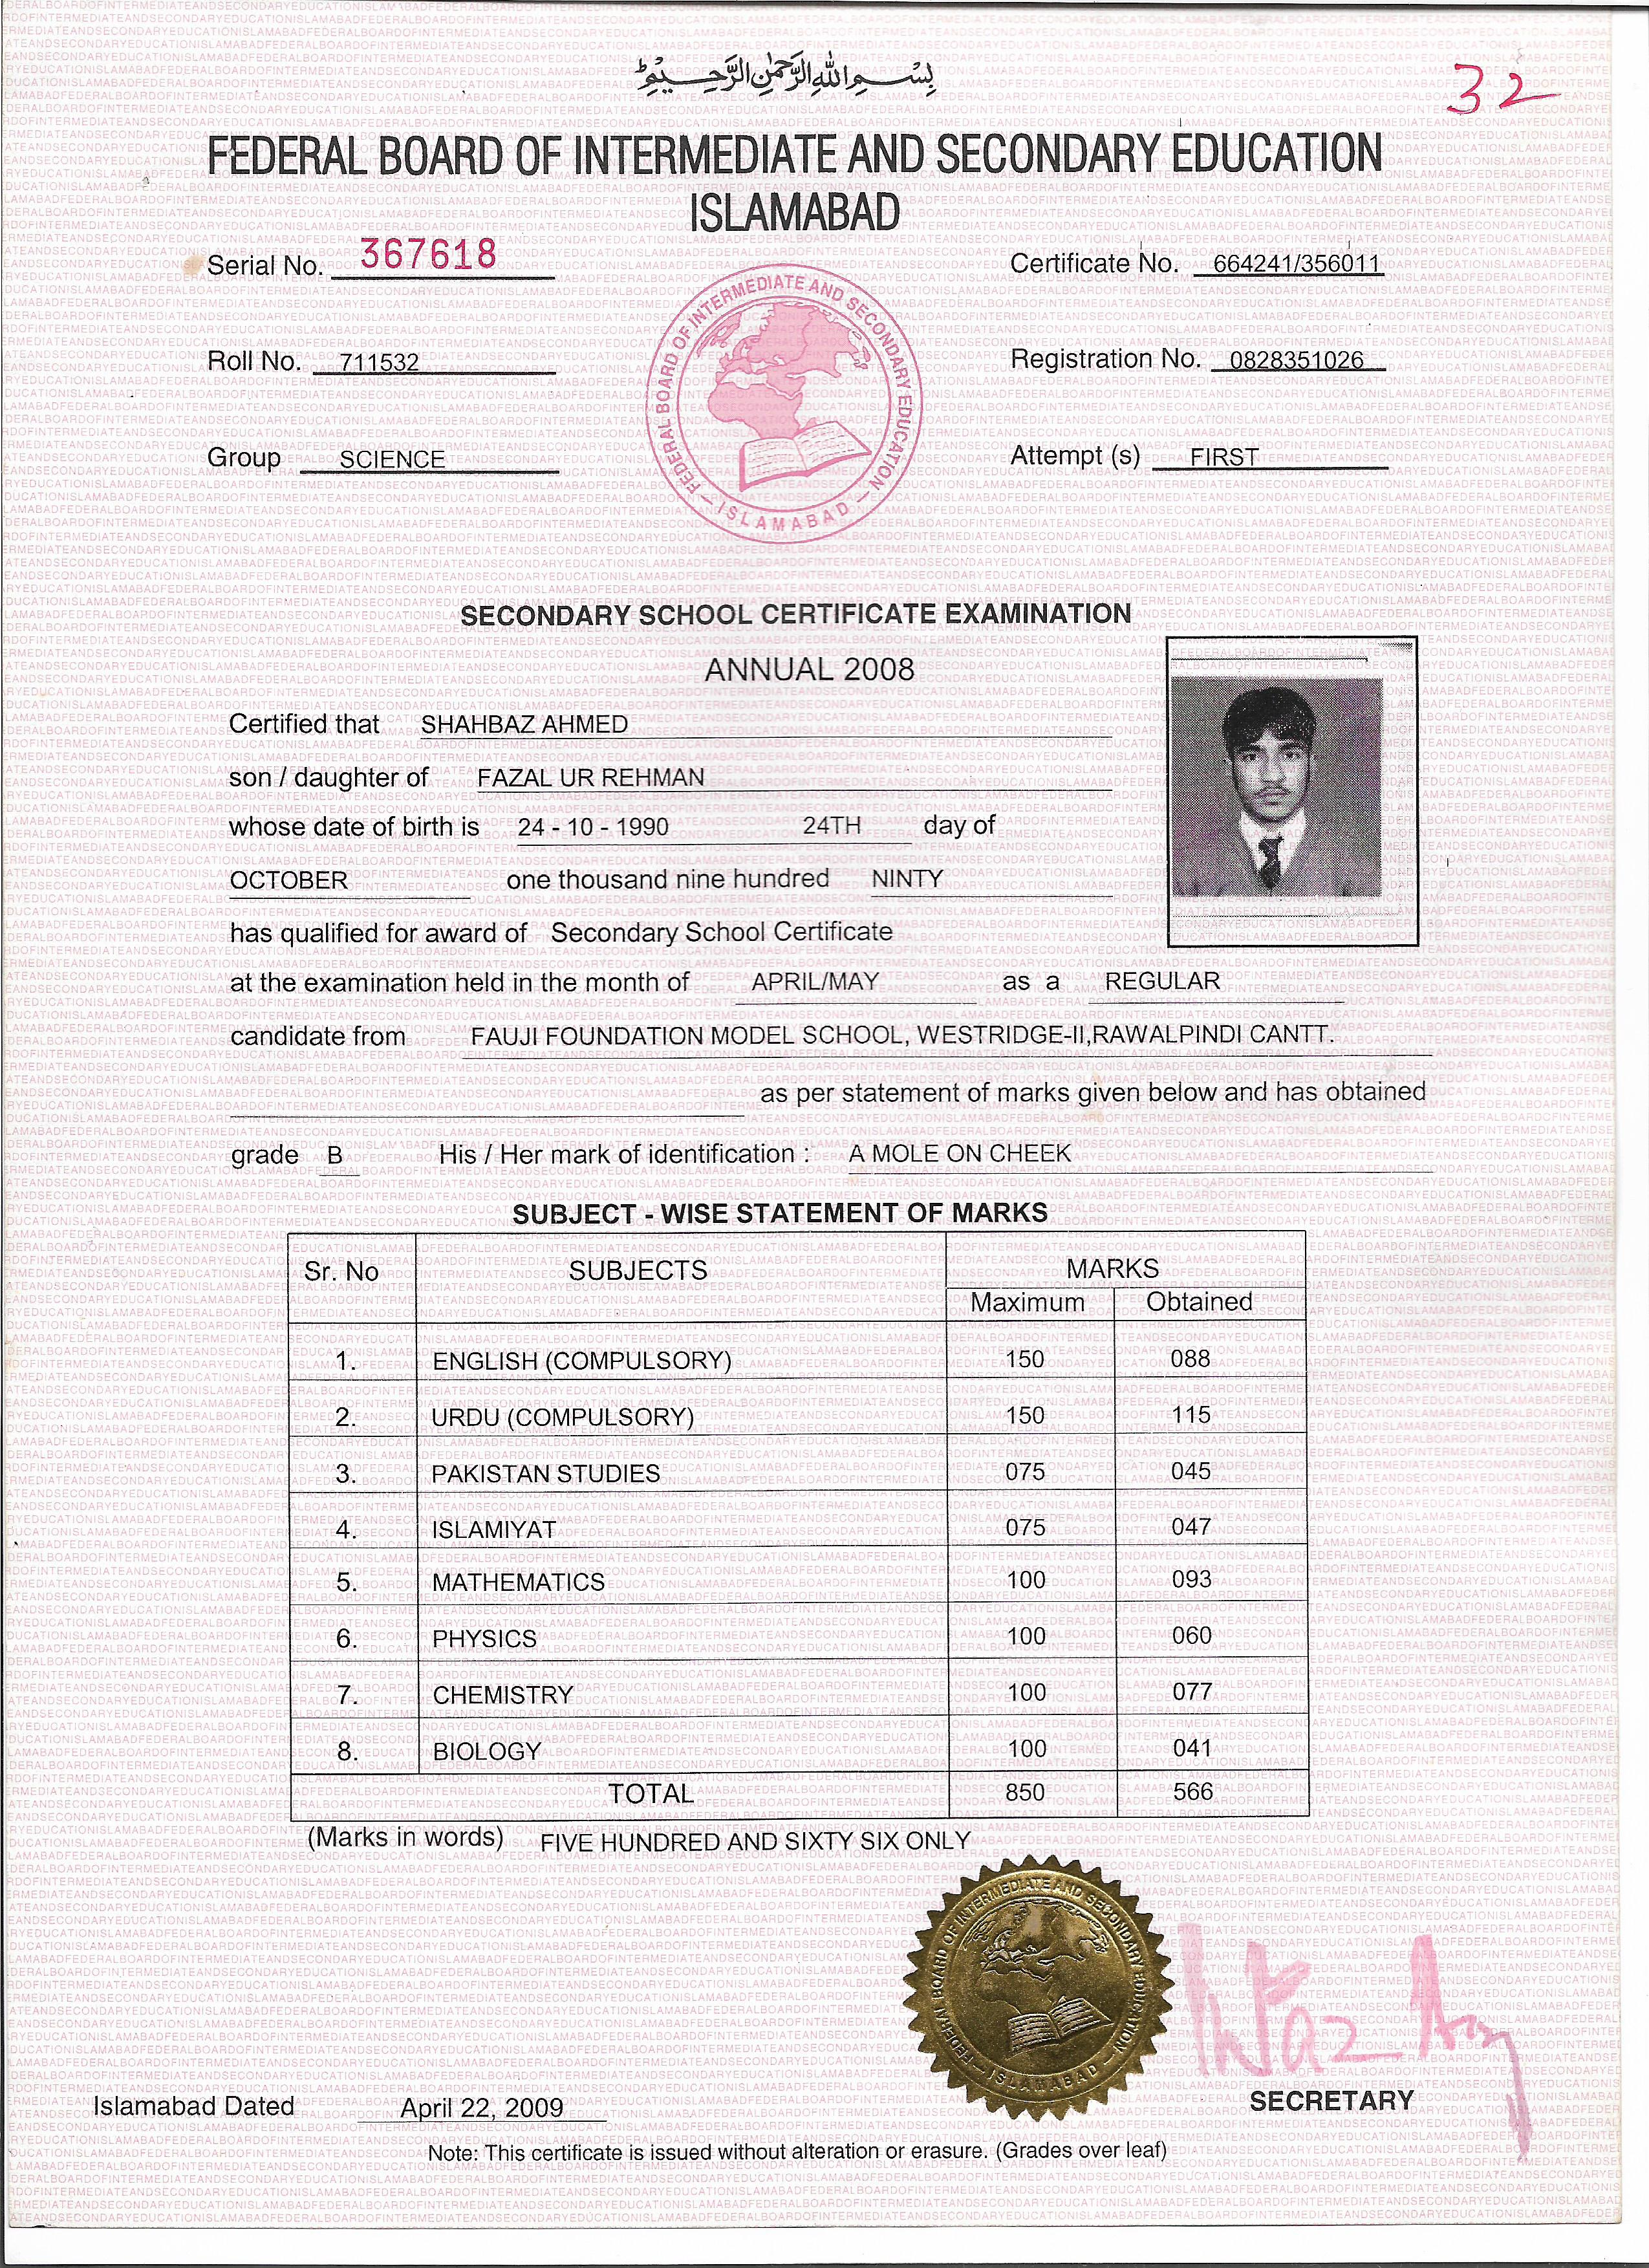 بِسْمِ اللهِ الرَّحْمٰنِ الرَّحِيْمِ
32
FEDERAL BOARD OF INTERMEDIATE AND SECONDARY EDUCATION
ISLAMABAD
Serial No. 367618 Certificate No. 664241/356011
Roll No. 711532 Registration No. 0828351026
Group SCIENCE Attempt (s) FIRST
FEDERAL BOARD OF INTERMEDIATE AND SECONDARY EDUCATION
— ISLAMABAD —
SECONDARY SCHOOL CERTIFICATE EXAMINATION
ANNUAL 2008
Certified that SHAHBAZ AHMED
son / daughter of FAZAL UR REHMAN
whose date of birth is 24 - 10 - 1990 24TH day of
OCTOBER one thousand nine hundred NINTY
has qualified for award of Secondary School Certificate
at the examination held in the month of APRIL/MAY as a REGULAR
candidate from FAUJI FOUNDATION MODEL SCHOOL, WESTRIDGE-II,RAWALPINDI CANTT.
as per statement of marks given below and has obtained
grade B His / Her mark of identification : A MOLE ON CHEEK
SUBJECT - WISE STATEMENT OF MARKS
Sr. No SUBJECTS MARKS
Maximum Obtained
1. ENGLISH (COMPULSORY) 150 088
2. URDU (COMPULSORY) 150 115
3. PAKISTAN STUDIES 075 045
4. ISLAMIYAT 075 047
5. MATHEMATICS 100 093
6. PHYSICS 100 060
7. CHEMISTRY 100 077
8. BIOLOGY 100 041
TOTAL 850 566
(Marks in words) FIVE HUNDRED AND SIXTY SIX ONLY
FEDERAL BOARD OF INTERMEDIATE AND SECONDARY EDUCATION
— ISLAMABAD —
SECRETARY
Islamabad Dated April 22, 2009
Note: This certificate is issued without alteration or erasure. (Grades over leaf)